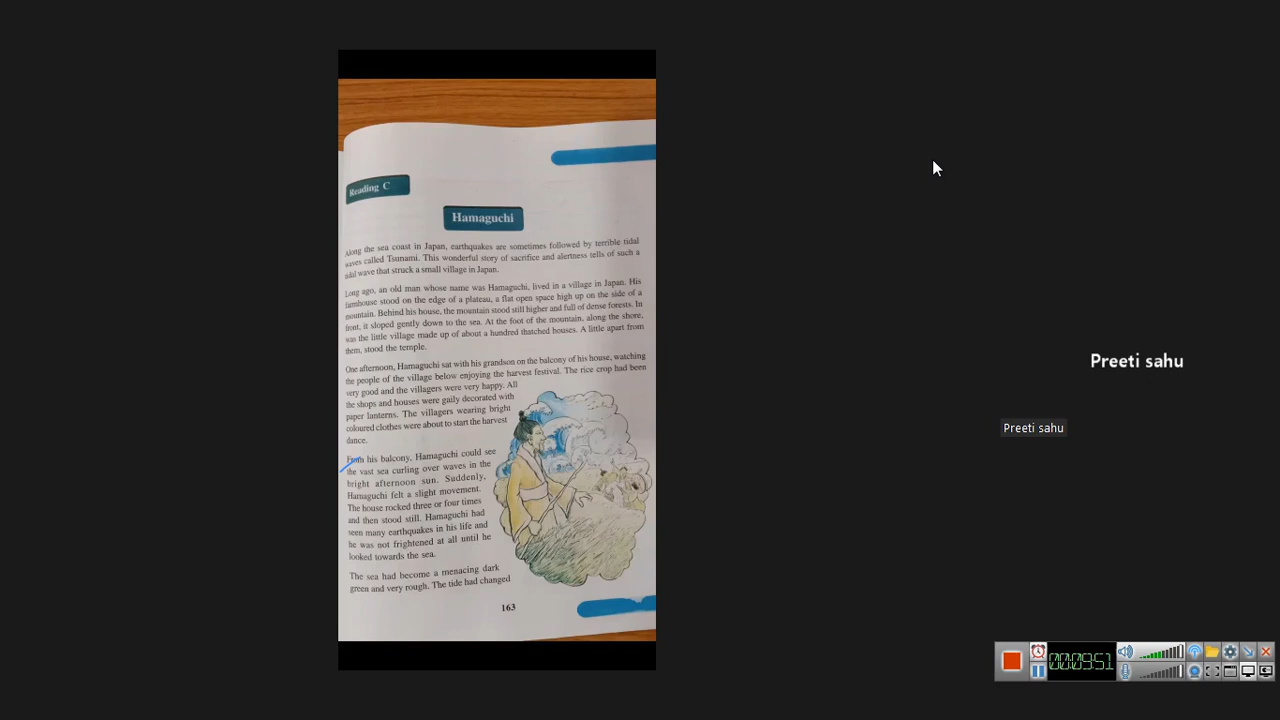 Reading C
Hamaguchi
Along the sea coast in Japan, earthquakes are sometimes followed by terrible tidal
waves called Tsunami. This wonderful story of sacrifice and alertness tells of such a
tidal wave that struck a small village in Japan.
Long ago, an old man whose name was Hamaguchi, lived in a village in Japan. His
farmhouse stood on the edge of a plateau, a flat open space high up on the side of a
mountain. Behind his house, the mountain stood still higher and full of dense forests. In
front, it sloped gently down to the sea. At the foot of the mountain, along the shore,
was the little village made up of about a hundred thatched houses. A little apart from
them, stood the temple.
One afternoon, Hamaguchi sat with his grandson on the balcony of his house, watching
the people of the village below enjoying the harvest festival. The rice crop had been
very good and the villagers were very happy. All
the shops and houses were gaily decorated with
paper lanterns. The villagers wearing bright
coloured clothes were about to start the harvest
dance.
From his balcony, Hamaguchi could see
the vast sea curling over waves in the
bright afternoon sun. Suddenly,
Hamaguchi felt a slight movement.
The house rocked three or four times
and then stood still. Hamaguchi had
seen many earthquakes in his life and
he was not frightened at all until he
looked towards the sea.
The sea had become a menacing dark
green and very rough. The tide had changed
163
Preeti sahu
Preeti sahu
00:09:51